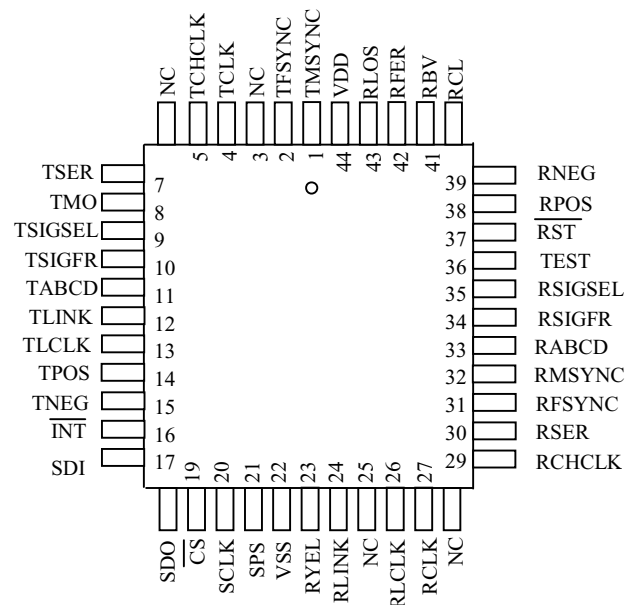 NC TCHCLK TCLK NC TFSYNC TMSYNC VDD RLOS RFER RBV RCL
5 4 3 2 1 44 43 42 41
TSER 7 39 RNEG
TMO 8 38 RPOS
TSIGSEL 9 37 RST
TSIGFR 10 36 TEST
TABCD 11 35 RSIGSEL
TLINK 12 34 RSIGFR
TLCLK 13 33 RABCD
TPOS 14 32 RMSYNC
TNEG 15 31 RFSYNC
INT 16 30 RSER
SDI 17 29 RCHCLK
19 20 21 22 23 24 25 26 27
SDO CS SCLK SPS VSS RYEL RLINK NC RLCLK RCLK NC